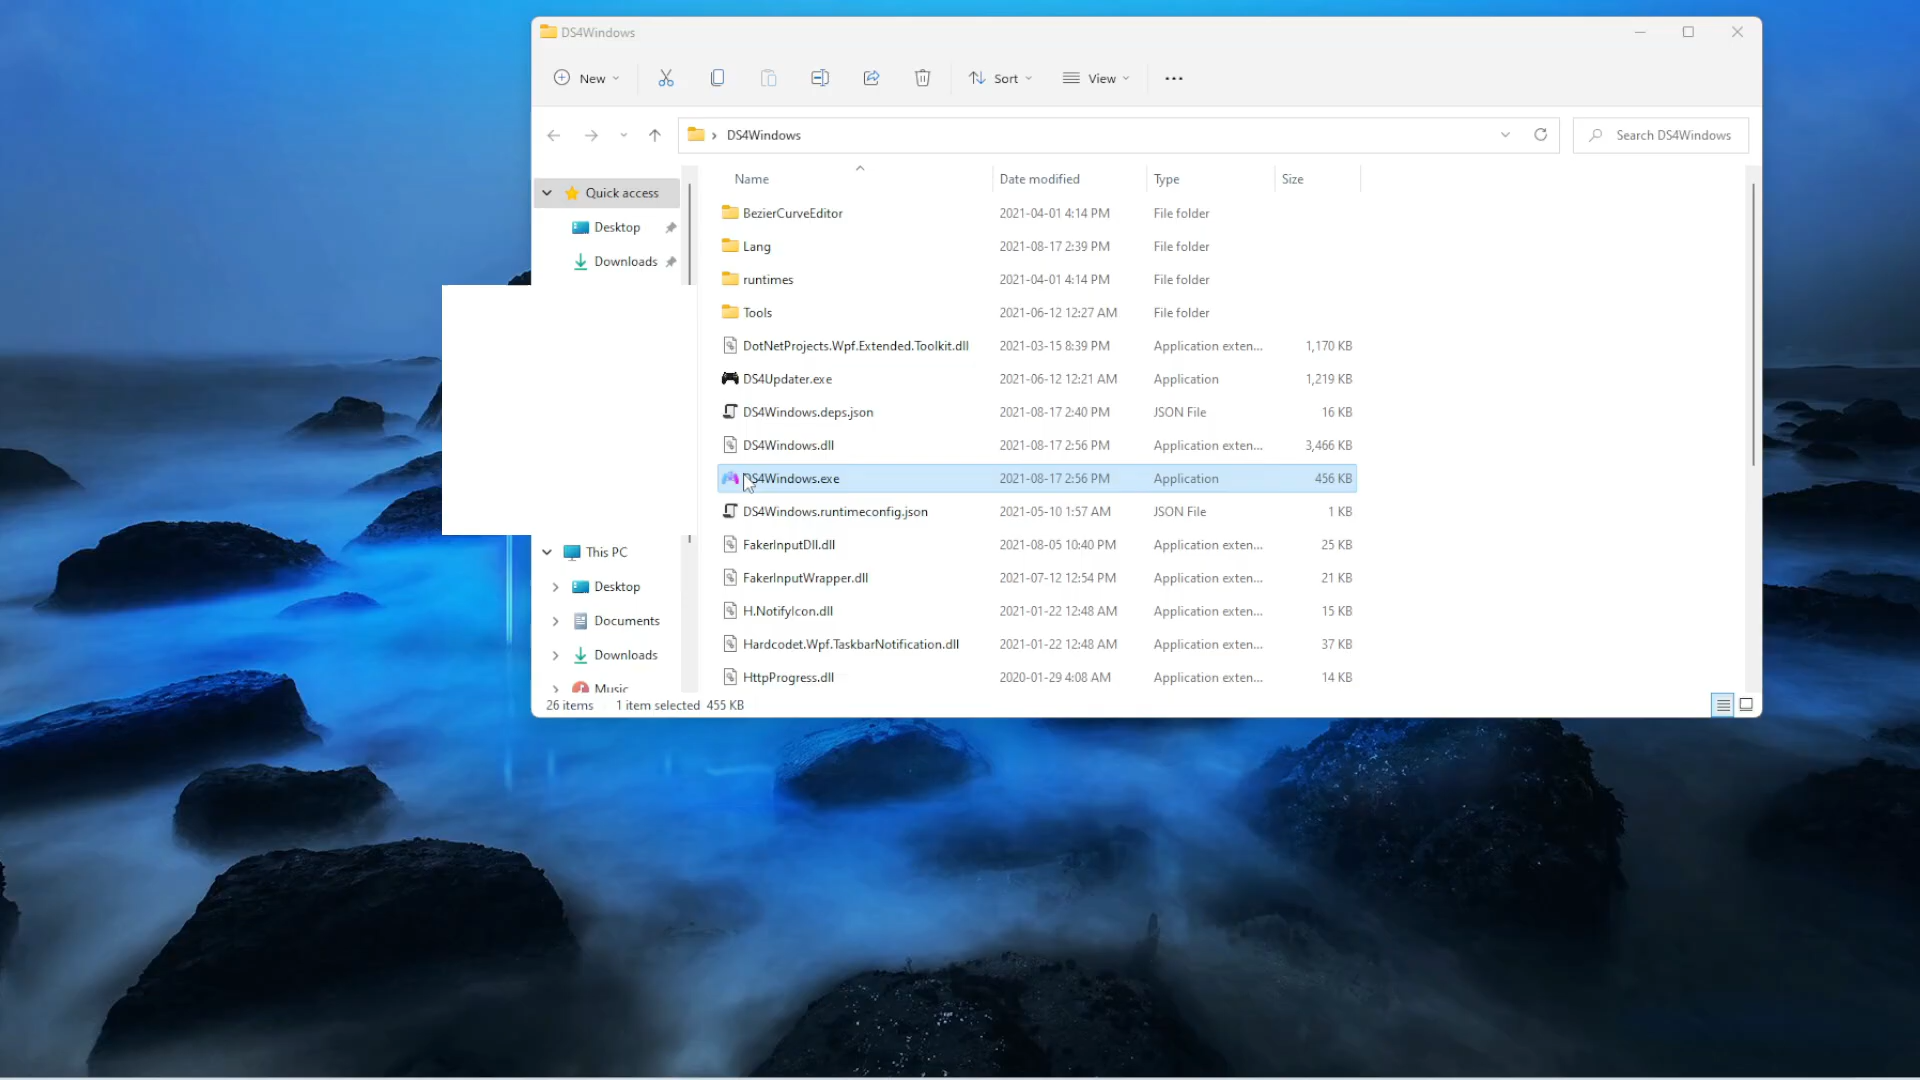 DS4Windows
New
Sort
View
DS4Windows
Search DS4Windows
Name Date modified Type Size
Quick access
Desktop
Downloads
This PC
Desktop
Documents
Downloads
Music
BezierCurveEditor 2021-04-01 4:14 PM File folder
Lang 2021-08-17 2:39 PM File folder
runtimes 2021-04-01 4:14 PM File folder
Tools 2021-06-12 12:27 AM File folder
DotNetProjects.Wpf.Extended.Toolkit.dll 2021-03-15 8:39 PM Application exten... 1,170 KB
DS4Updater.exe 2021-06-12 12:21 AM Application 1,219 KB
DS4Windows.deps.json 2021-08-17 2:40 PM JSON File 16 KB
DS4Windows.dll 2021-08-17 2:56 PM Application exten... 3,466 KB
DS4Windows.exe 2021-08-17 2:56 PM Application 456 KB
DS4Windows.runtimeconfig.json 2021-05-10 1:57 AM JSON File 1 KB
FakerInputDll.dll 2021-08-05 10:40 PM Application exten... 25 KB
FakerInputWrapper.dll 2021-07-12 12:54 PM Application exten... 21 KB
H.NotifyIcon.dll 2021-01-22 12:48 AM Application exten... 15 KB
Hardcodet.Wpf.TaskbarNotification.dll 2021-01-22 12:48 AM Application exten... 37 KB
HttpProgress.dll 2020-01-29 4:08 AM Application exten... 14 KB
26 items 1 item selected 455 KB